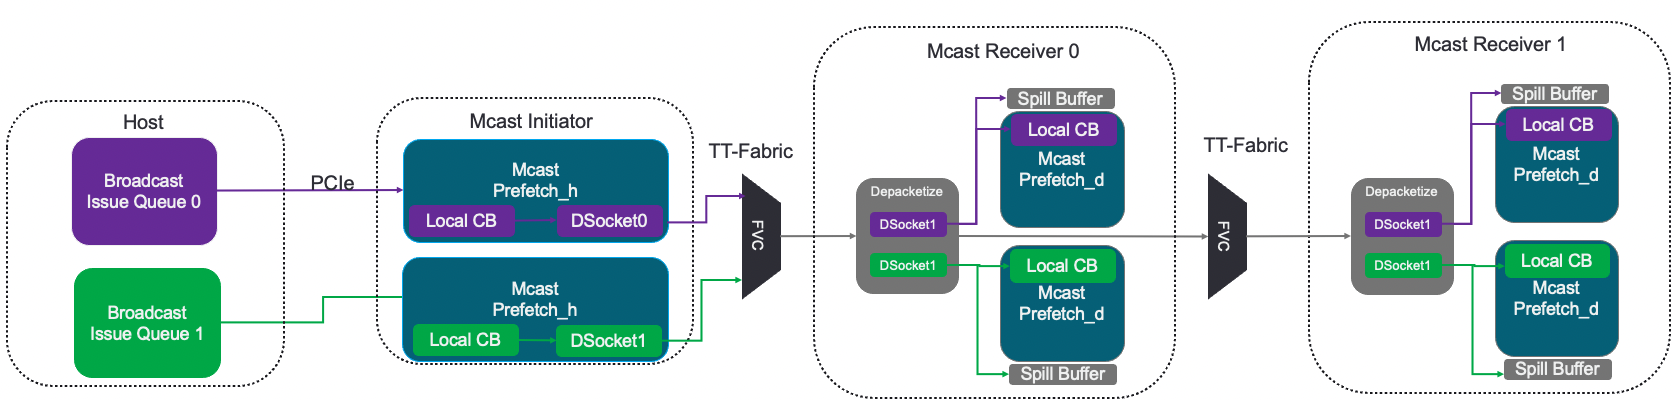 Host
Broadcast
Issue Queue 0
Broadcast
Issue Queue 1
PCIe
Mcast Initiator
Mcast
Prefetch_h
Local CB
DSocket0
Mcast
Prefetch_h
Local CB
DSocket1
TT-Fabric
FVC
Mcast Receiver 0
Depacketize
DSocket1
DSocket1
Spill Buffer
Local CB
Mcast
Prefetch_d
Local CB
Mcast
Prefetch_d
Spill Buffer
TT-Fabric
FVC
Mcast Receiver 1
Depacketize
DSocket1
DSocket1
Spill Buffer
Local CB
Mcast
Prefetch_d
Local CB
Mcast
Prefetch_d
Spill Buffer